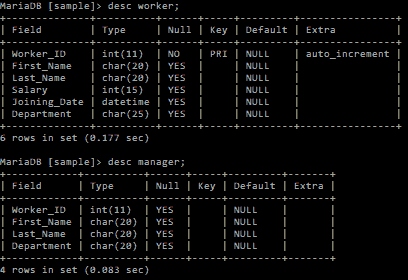 MariaDB [sample]> desc worker;
+--------------+----------+------+-----+---------+----------------+
| Field        | Type     | Null | Key | Default | Extra          |
+--------------+----------+------+-----+---------+----------------+
| Worker_ID    | int(11)  | NO   | PRI | NULL    | auto_increment |
| First_Name   | char(20) | YES  |     | NULL    |                |
| Last_Name    | char(20) | YES  |     | NULL    |                |
| Salary       | int(15)  | YES  |     | NULL    |                |
| Joining_Date | datetime | YES  |     | NULL    |                |
| Department   | char(25) | YES  |     | NULL    |                |
+--------------+----------+------+-----+---------+----------------+
6 rows in set (0.177 sec)
MariaDB [sample]> desc manager;
+------------+----------+------+-----+---------+-------+
| Field      | Type     | Null | Key | Default | Extra |
+------------+----------+------+-----+---------+-------+
| Worker_ID  | int(11)  | YES  |     | NULL    |       |
| First_Name | char(20) | YES  |     | NULL    |       |
| Last_Name  | char(20) | YES  |     | NULL    |       |
| Department | char(20) | YES  |     | NULL    |       |
+------------+----------+------+-----+---------+-------+
4 rows in set (0.083 sec)